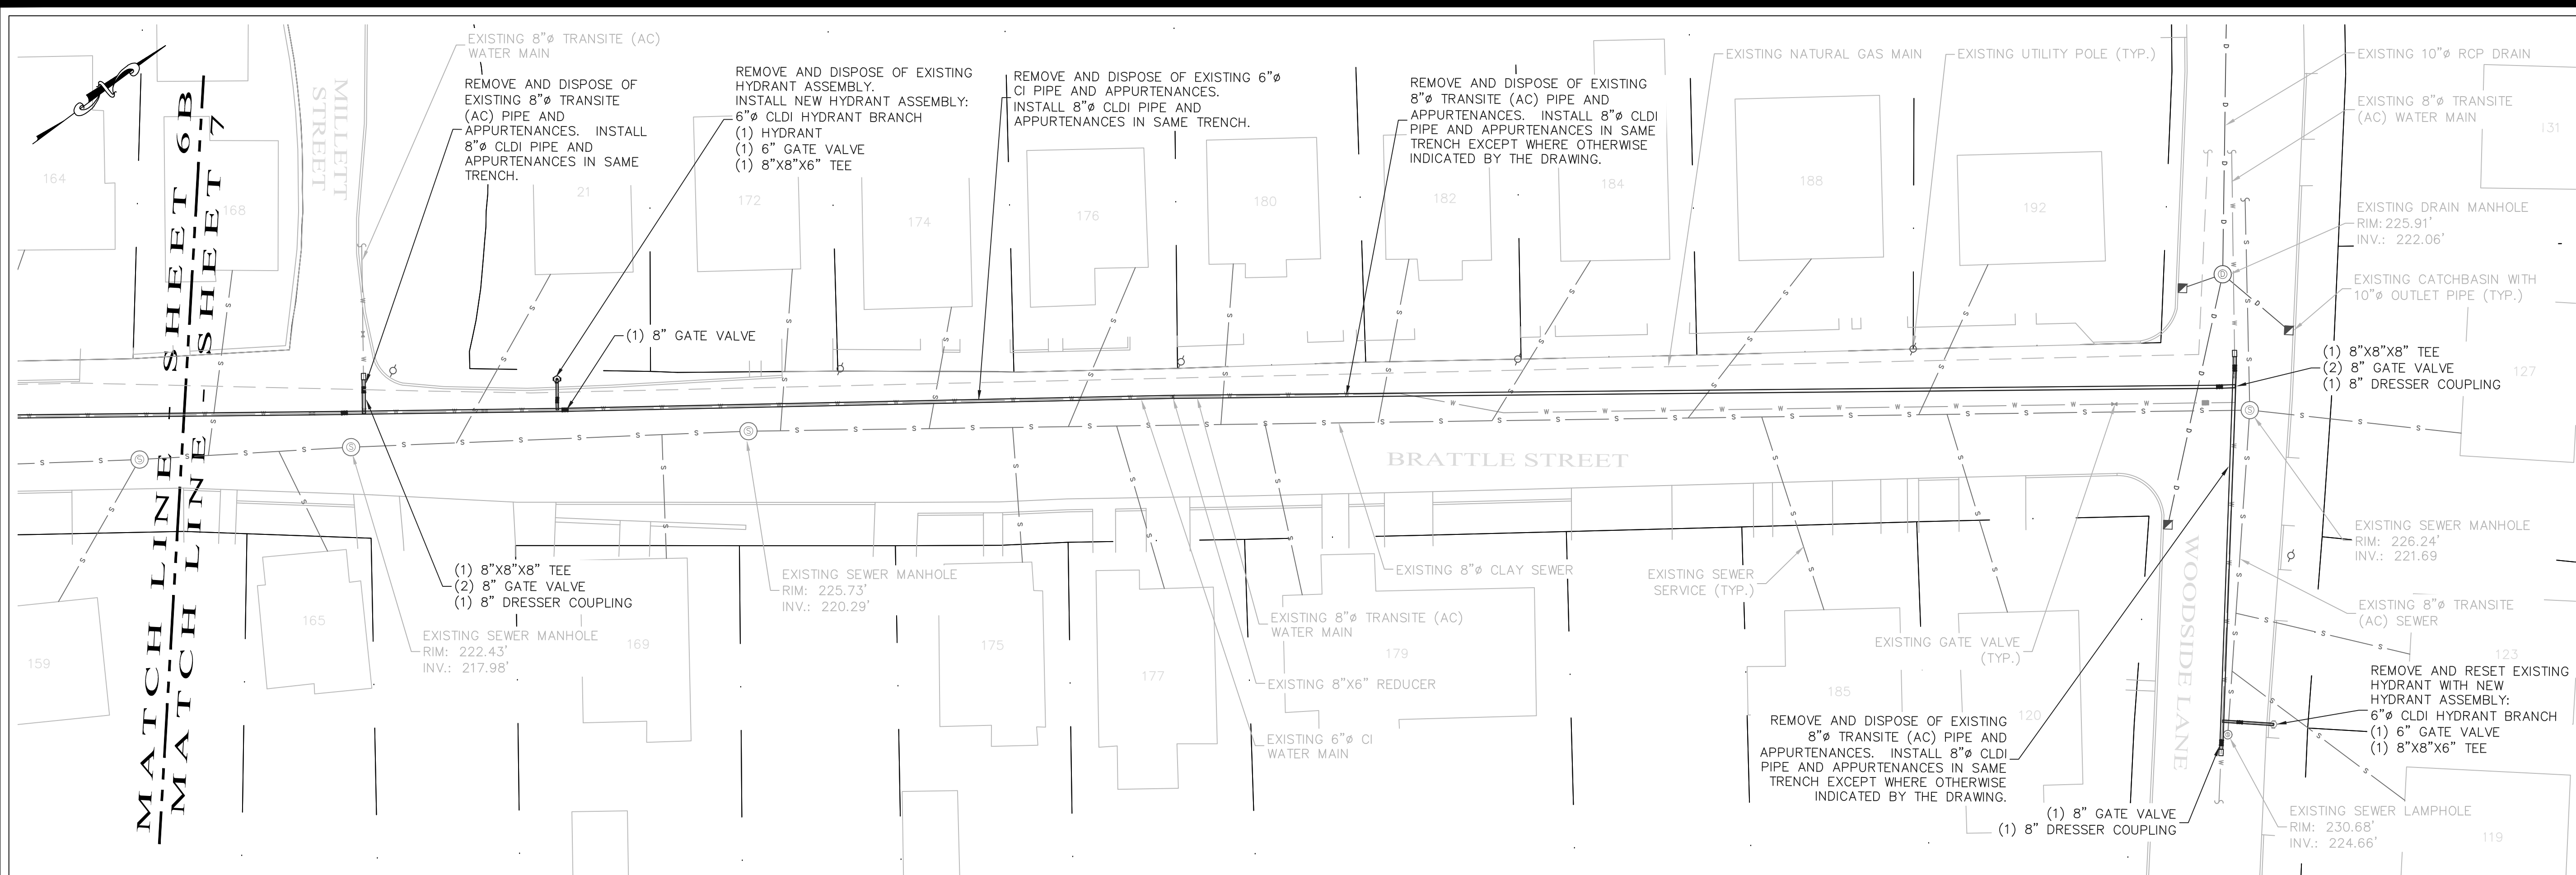 EXISTING 8"ø TRANSITE (AC)
WATER MAIN
REMOVE AND DISPOSE OF
EXISTING 8"ø TRANSITE
(AC) PIPE AND
APPURTENANCES.  INSTALL
8"ø CLDI PIPE AND
APPURTENANCES IN SAME
TRENCH.
REMOVE AND DISPOSE OF EXISTING
HYDRANT ASSEMBLY.
INSTALL NEW HYDRANT ASSEMBLY:
6"ø CLDI HYDRANT BRANCH
(1) HYDRANT
(1) 6" GATE VALVE
(1) 8"X8"X6" TEE
REMOVE AND DISPOSE OF EXISTING 6"ø
CI PIPE AND APPURTENANCES.
INSTALL 8"ø CLDI PIPE AND
APPURTENANCES IN SAME TRENCH.
REMOVE AND DISPOSE OF EXISTING
8"ø TRANSITE (AC) PIPE AND
APPURTENANCES.  INSTALL 8"ø CLDI
PIPE AND APPURTENANCES IN SAME
TRENCH EXCEPT WHERE OTHERWISE
INDICATED BY THE DRAWING.
EXISTING NATURAL GAS MAIN
EXISTING UTILITY POLE (TYP.)
EXISTING 10"ø RCP DRAIN
EXISTING 8"ø TRANSITE
(AC) WATER MAIN
131
EXISTING DRAIN MANHOLE
RIM: 225.91'
INV.: 222.06'
EXISTING CATCHBASIN WITH
10"ø OUTLET PIPE (TYP.)
MILLETT
STREET
164
168
21
172
174
176
180
182
184
188
192
MATCH LINE - SHEET 6B
MATCH LINE - SHEET 7
(1) 8" GATE VALVE
(1) 8"X8"X8" TEE
(2) 8" GATE VALVE
(1) 8" DRESSER COUPLING
127
BRATTLE STREET
EXISTING SEWER MANHOLE
RIM: 226.24'
INV.: 221.69
(1) 8"X8"X8" TEE
(2) 8" GATE VALVE
(1) 8" DRESSER COUPLING
EXISTING SEWER MANHOLE
RIM: 225.73'
INV.: 220.29'
EXISTING SEWER MANHOLE
RIM: 222.43'
INV.: 217.98'
EXISTING 8"ø CLAY SEWER
EXISTING SEWER
SERVICE (TYP.)
EXISTING 8"ø TRANSITE (AC)
WATER MAIN
EXISTING 8"X6" REDUCER
EXISTING 6"ø CI
WATER MAIN
EXISTING GATE VALVE
(TYP.)
WOODSIDE LANE
EXISTING 8"ø TRANSITE
(AC) SEWER
159
165
169
175
177
179
185
120
123
119
REMOVE AND DISPOSE OF EXISTING
8"ø TRANSITE (AC) PIPE AND
APPURTENANCES.  INSTALL 8"ø CLDI
PIPE AND APPURTENANCES IN SAME
TRENCH EXCEPT WHERE OTHERWISE
INDICATED BY THE DRAWING.
REMOVE AND RESET EXISTING
HYDRANT WITH NEW
HYDRANT ASSEMBLY:
6"ø CLDI HYDRANT BRANCH
(1) 6" GATE VALVE
(1) 8"X8"X6" TEE
(1) 8" GATE VALVE
(1) 8" DRESSER COUPLING
EXISTING SEWER LAMPHOLE
RIM: 230.68'
INV.: 224.66'